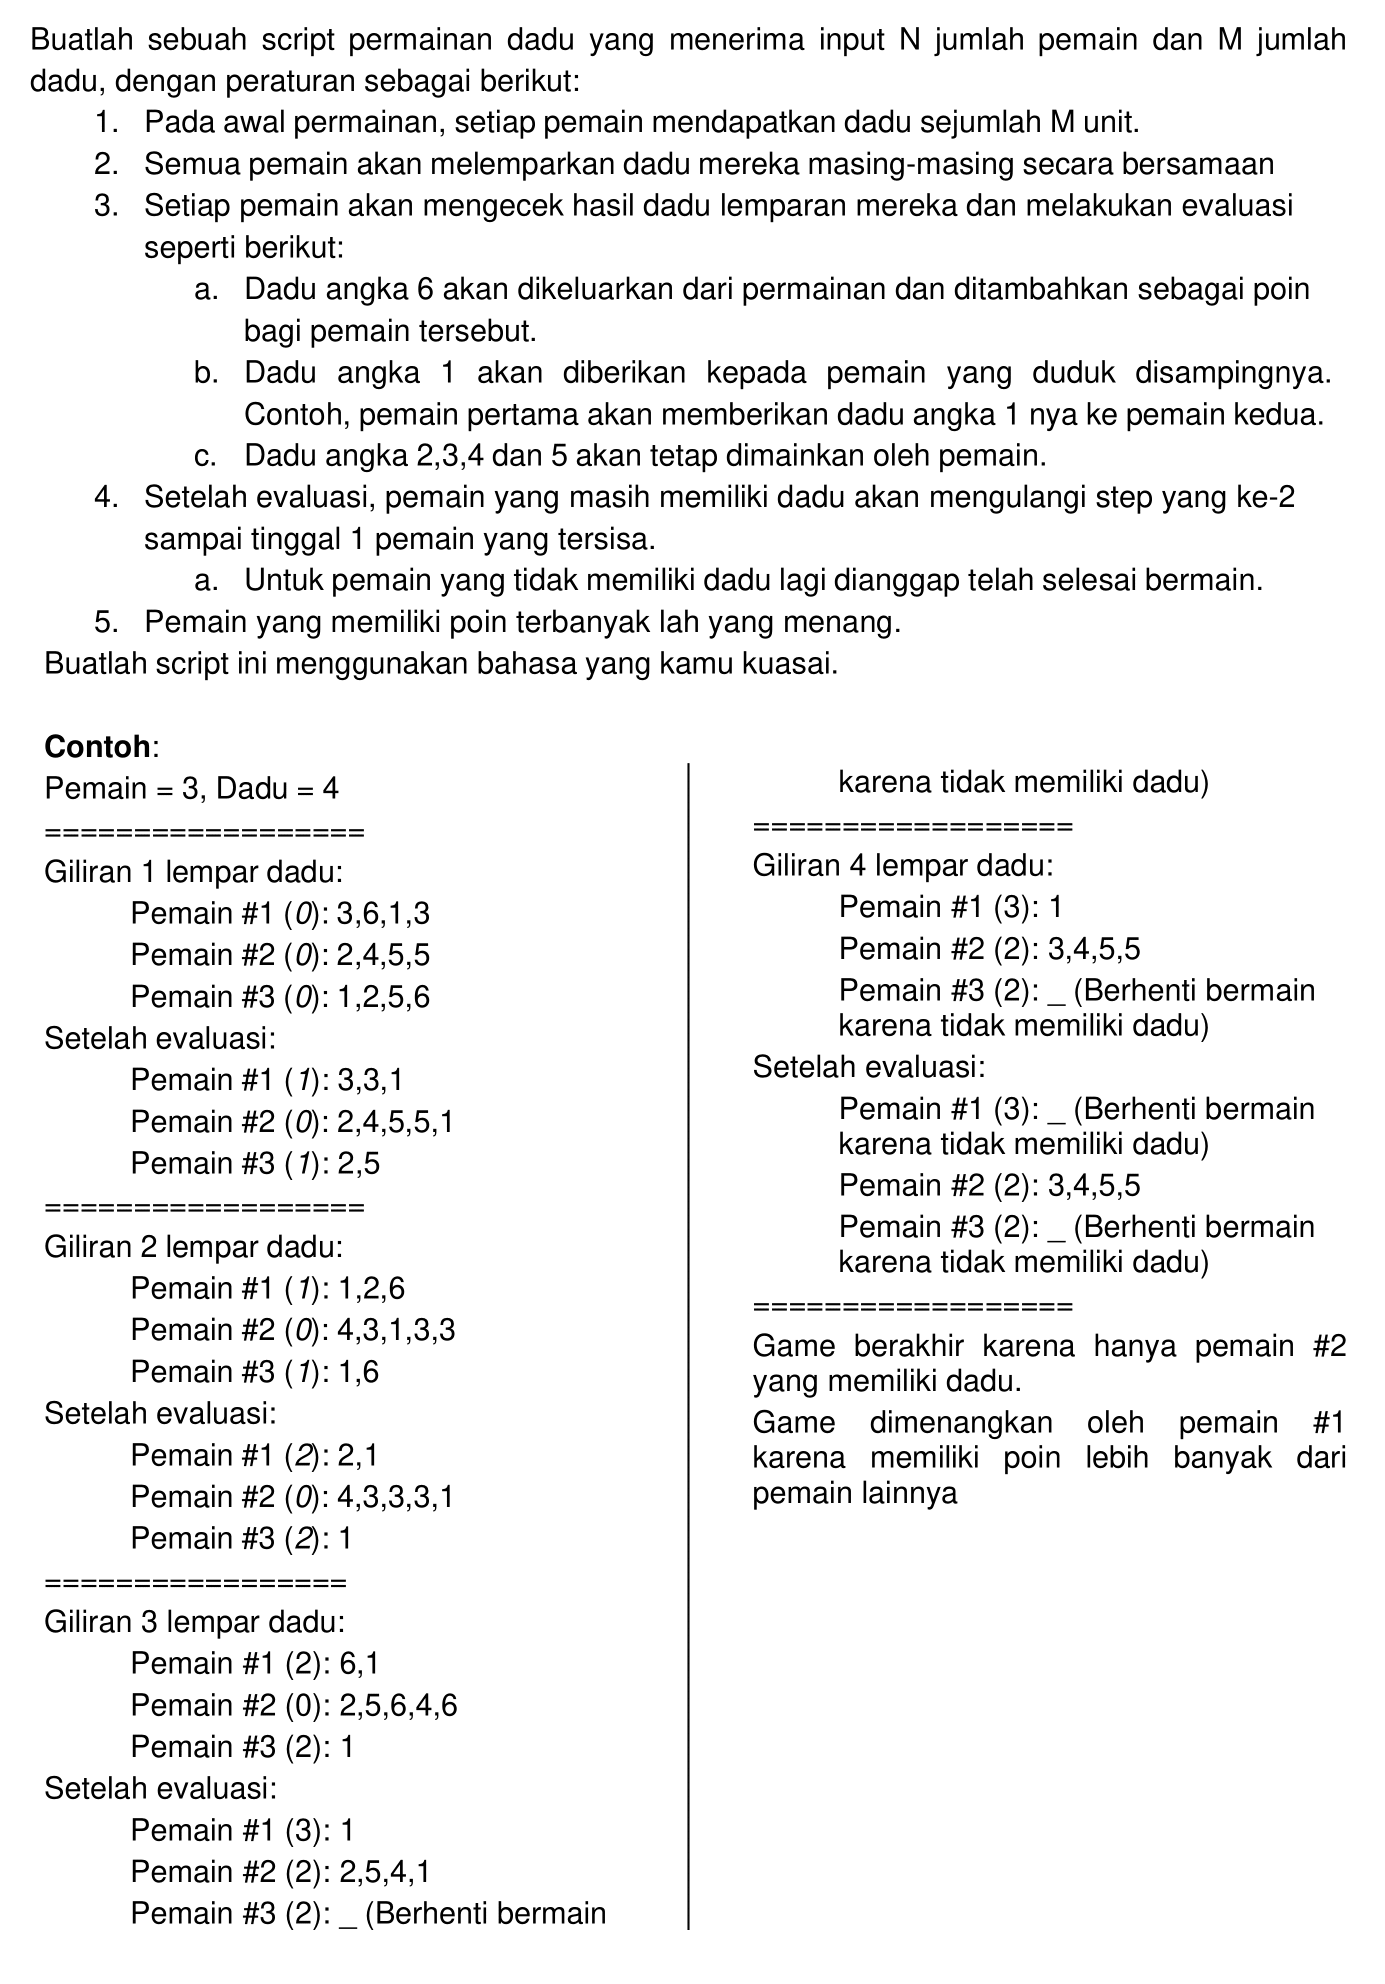 Buatlah sebuah script permainan dadu yang menerima input N jumlah pemain dan M jumlah
dadu, dengan peraturan sebagai berikut:
1. Pada awal permainan, setiap pemain mendapatkan dadu sejumlah M unit.
2. Semua pemain akan melemparkan dadu mereka masing-masing secara bersamaan
3. Setiap pemain akan mengecek hasil dadu lemparan mereka dan melakukan evaluasi
seperti berikut:
a. Dadu angka 6 akan dikeluarkan dari permainan dan ditambahkan sebagai poin
bagi pemain tersebut.
b. Dadu angka 1 akan diberikan kepada pemain yang duduk disampingnya.
Contoh, pemain pertama akan memberikan dadu angka 1 nya ke pemain kedua.
c. Dadu angka 2,3,4 dan 5 akan tetap dimainkan oleh pemain.
4. Setelah evaluasi, pemain yang masih memiliki dadu akan mengulangi step yang ke-2
sampai tinggal 1 pemain yang tersisa.
a. Untuk pemain yang tidak memiliki dadu lagi dianggap telah selesai bermain.
5. Pemain yang memiliki poin terbanyak lah yang menang.
Buatlah script ini menggunakan bahasa yang kamu kuasai.
Contoh:
Pemain = 3, Dadu = 4
==================
Giliran 1 lempar dadu:
Pemain #1 (0): 3,6,1,3
Pemain #2 (0): 2,4,5,5
Pemain #3 (0): 1,2,5,6
Setelah evaluasi:
Pemain #1 (1): 3,3,1
Pemain #2 (0): 2,4,5,5,1
Pemain #3 (1): 2,5
==================
Giliran 2 lempar dadu:
Pemain #1 (1): 1,2,6
Pemain #2 (0): 4,3,1,3,3
Pemain #3 (1): 1,6
Setelah evaluasi:
Pemain #1 (2): 2,1
Pemain #2 (0): 4,3,3,3,1
Pemain #3 (2): 1
=================
Giliran 3 lempar dadu:
Pemain #1 (2): 6,1
Pemain #2 (0): 2,5,6,4,6
Pemain #3 (2): 1
Setelah evaluasi:
Pemain #1 (3): 1
Pemain #2 (2): 2,5,4,1
Pemain #3 (2): _ (Berhenti bermain
karena tidak memiliki dadu)
==================
Giliran 4 lempar dadu:
Pemain #1 (3): 1
Pemain #2 (2): 3,4,5,5
Pemain #3 (2): _ (Berhenti bermain
karena tidak memiliki dadu)
Setelah evaluasi:
Pemain #1 (3): _ (Berhenti bermain
karena tidak memiliki dadu)
Pemain #2 (2): 3,4,5,5
Pemain #3 (2): _ (Berhenti bermain
karena tidak memiliki dadu)
==================
Game berakhir karena hanya pemain #2
yang memiliki dadu.
Game dimenangkan oleh pemain #1
karena memiliki poin lebih banyak dari
pemain lainnya